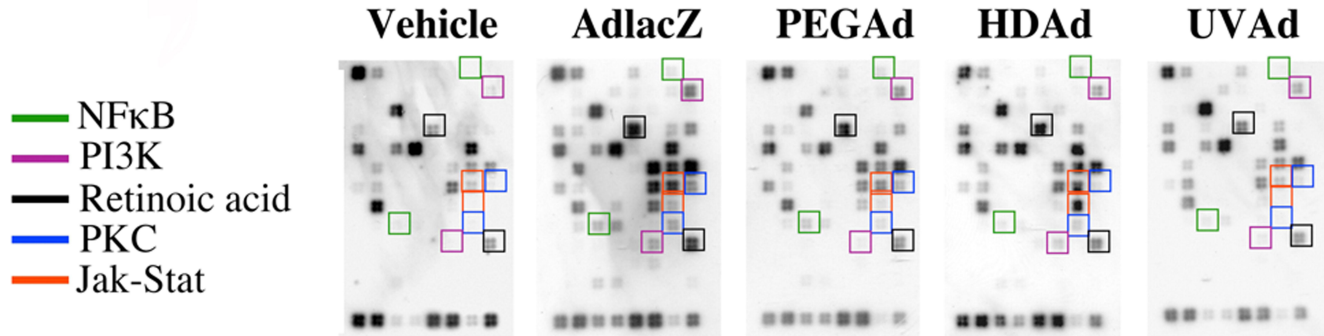 Vehicle AdlacZ PEGAd HDAd UVAd
NFκB
PI3K
Retinoic acid
PKC
Jak-Stat